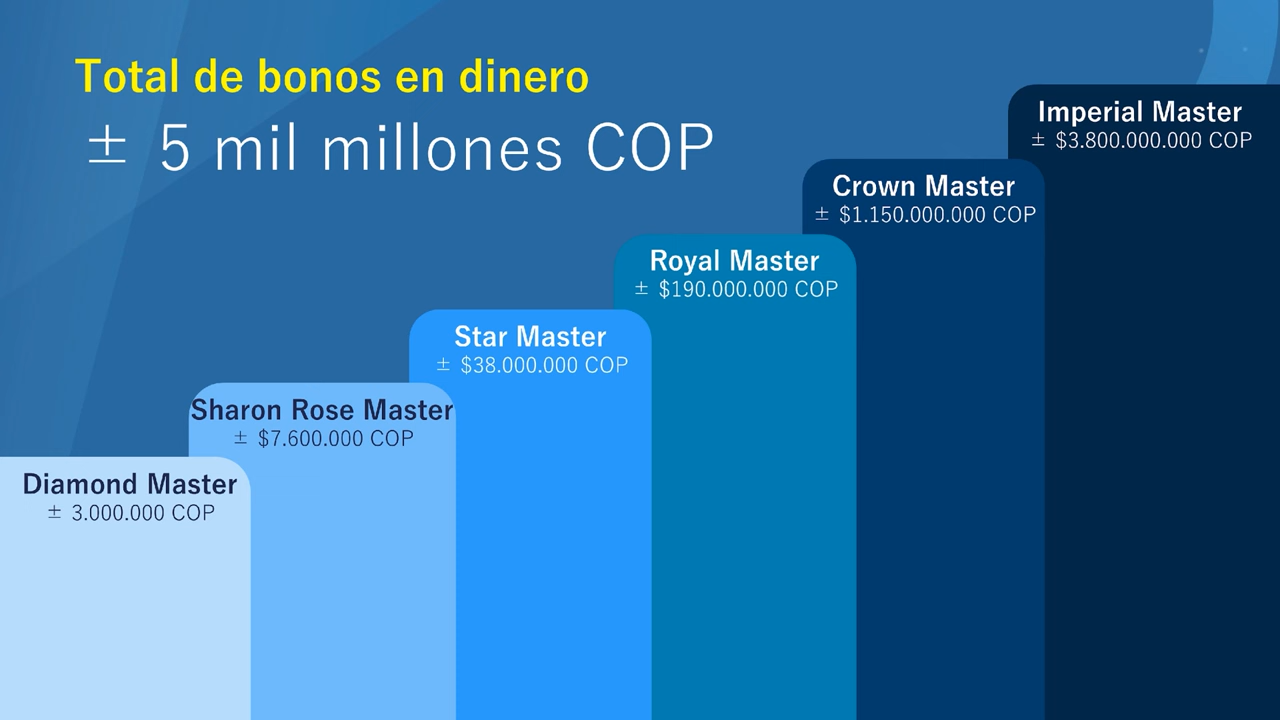 Total de bonos en dinero
± 5 mil millones COP
Imperial Master
± $3.800.000.000 COP
Crown Master
± $1.150.000.000 COP
Royal Master
± $190.000.000 COP
Star Master
± $38.000.000 COP
Sharon Rose Master
± $7.600.000 COP
Diamond Master
± 3.000.000 COP